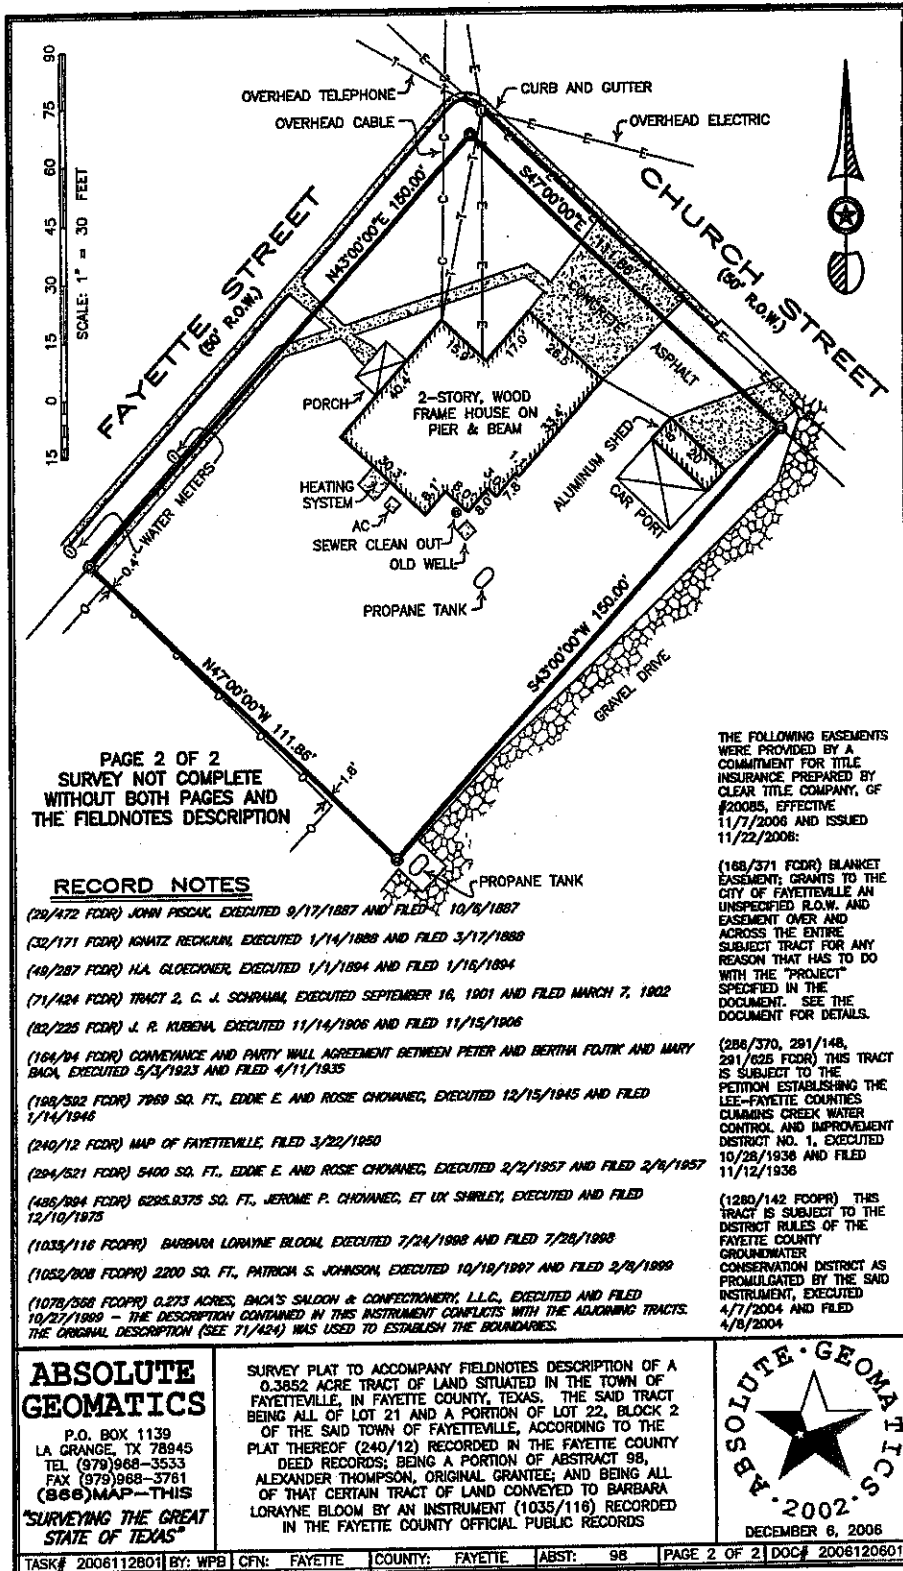 90
75
60
45
30
15
0
15
SCALE: 1" = 30 FEET
OVERHEAD TELEPHONE
OVERHEAD CABLE
CURB AND GUTTER
OVERHEAD ELECTRIC
FAYETTE STREET
(50' R.O.W.)
CHURCH STREET
(50' R.O.W.)
N43°00'00"E 150.00'
S47°00'00"E 111.86'
CONCRETE
ASPHALT
15.9'
17.0'
26.5'
40.4'
PORCH
2-STORY, WOOD
FRAME HOUSE ON
PIER & BEAM
33.4'
30.3'
8.1'
8.0'
7.8'
HEATING
SYSTEM
AC
SEWER CLEAN OUT
OLD WELL
PROPANE TANK
ALUMINUM SHED
20'
CAR PORT
WATER METERS
0.4'
N47°00'00"W 111.86'
1.8'
S43°00'00"W 150.00'
GRAVEL DRIVE
PROPANE TANK
PAGE 2 OF 2
SURVEY NOT COMPLETE
WITHOUT BOTH PAGES AND
THE FIELDNOTES DESCRIPTION
RECORD NOTES
(29/472 FCDR) JOHN PISCAK, EXECUTED 9/17/1887 AND FILED 10/6/1887
(32/171 FCDR) IGNATZ RECKJUN, EXECUTED 1/14/1888 AND FILED 3/17/1888
(49/287 FCDR) H.A. GLOECKNER, EXECUTED 1/1/1894 AND FILED 1/16/1894
(71/424 FCDR) TRACT 2, C. J. SCHRAMM, EXECUTED SEPTEMBER 16, 1901 AND FILED MARCH 7, 1902
(82/225 FCDR) J. R. KUBENA, EXECUTED 11/14/1906 AND FILED 11/15/1906
(164/94 FCDR) CONVEYANCE AND PARTY WALL AGREEMENT BETWEEN PETER AND BERTHA FOJTIK AND MARY
BACA, EXECUTED 5/3/1923 AND FILED 4/11/1935
(198/592 FCDR) 7969 SQ. FT., EDDIE E. AND ROSIE CHOVANEC, EXECUTED 12/15/1945 AND FILED
1/14/1946
(240/12 FCDR) MAP OF FAYETTEVILLE, FILED 3/22/1950
(294/521 FCDR) 5400 SQ. FT., EDDIE E. AND ROSIE CHOVANEC, EXECUTED 2/2/1957 AND FILED 2/6/1957
(486/994 FCDR) 6295.9375 SQ. FT., JEROME P. CHOVANEC, ET UX SHIRLEY, EXECUTED AND FILED
12/10/1975
(1035/116 FCOPR) BARBARA LORAYNE BLOOM, EXECUTED 7/24/1998 AND FILED 7/28/1998
(1052/808 FCOPR) 2200 SQ. FT., PATRICIA S. JOHNSON, EXECUTED 10/19/1997 AND FILED 2/8/1999
(1078/568 FCOPR) 0.273 ACRES, BACA'S SALOON & CONFECTIONERY, L.L.C., EXECUTED AND FILED
10/27/1999 - THE DESCRIPTION CONTAINED IN THIS INSTRUMENT CONFLICTS WITH THE ADJOINING TRACTS.
THE ORIGINAL DESCRIPTION (SEE 71/424) WAS USED TO ESTABLISH THE BOUNDARIES.
THE FOLLOWING EASEMENTS
WERE PROVIDED BY A
COMMITMENT FOR TITLE
INSURANCE PREPARED BY
CLEAR TITLE COMPANY, GF
#20085, EFFECTIVE
11/7/2006 AND ISSUED
11/22/2006:
(168/371 FCDR) BLANKET
EASEMENT; GRANTS TO THE
CITY OF FAYETTEVILLE AN
UNSPECIFIED R.O.W. AND
EASEMENT OVER AND
ACROSS THE ENTIRE
SUBJECT TRACT FOR ANY
REASON THAT HAS TO DO
WITH THE "PROJECT"
SPECIFIED IN THE
DOCUMENT. SEE THE
DOCUMENT FOR DETAILS.
(286/370, 291/148,
291/626 FCDR) THIS TRACT
IS SUBJECT TO THE
PETITION ESTABLISHING THE
LEE-FAYETTE COUNTIES
CUMMINS CREEK WATER
CONTROL AND IMPROVEMENT
DISTRICT NO. 1, EXECUTED
10/28/1936 AND FILED
11/12/1936
(1280/142 FCOPR) THIS
TRACT IS SUBJECT TO THE
DISTRICT RULES OF THE
FAYETTE COUNTY
GROUNDWATER
CONSERVATION DISTRICT AS
PROMULGATED BY THE SAID
INSTRUMENT, EXECUTED
4/7/2004 AND FILED
4/8/2004
ABSOLUTE
GEOMATICS
P.O. BOX 1139
LA GRANGE, TX 78945
TEL (979)968-3533
FAX (979)968-3761
(866)MAP-THIS
"SURVEYING THE GREAT
STATE OF TEXAS"
SURVEY PLAT TO ACCOMPANY FIELDNOTES DESCRIPTION OF A
0.3852 ACRE TRACT OF LAND SITUATED IN THE TOWN OF
FAYETTEVILLE, IN FAYETTE COUNTY, TEXAS. THE SAID TRACT
BEING ALL OF LOT 21 AND A PORTION OF LOT 22, BLOCK 2
OF THE SAID TOWN OF FAYETTEVILLE, ACCORDING TO THE
PLAT THEREOF (240/12) RECORDED IN THE FAYETTE COUNTY
DEED RECORDS; BEING A PORTION OF ABSTRACT 98,
ALEXANDER THOMPSON, ORIGINAL GRANTEE; AND BEING ALL
OF THAT CERTAIN TRACT OF LAND CONVEYED TO BARBARA
LORAYNE BLOOM BY AN INSTRUMENT (1035/116) RECORDED
IN THE FAYETTE COUNTY OFFICIAL PUBLIC RECORDS
ABSOLUTE · GEOMATICS ·
2002
DECEMBER 6, 2006
TASK# 2006112801 BY: WPB CFN: FAYETTE COUNTY: FAYETTE ABST: 98 PAGE 2 OF 2 DOC# 2006120601